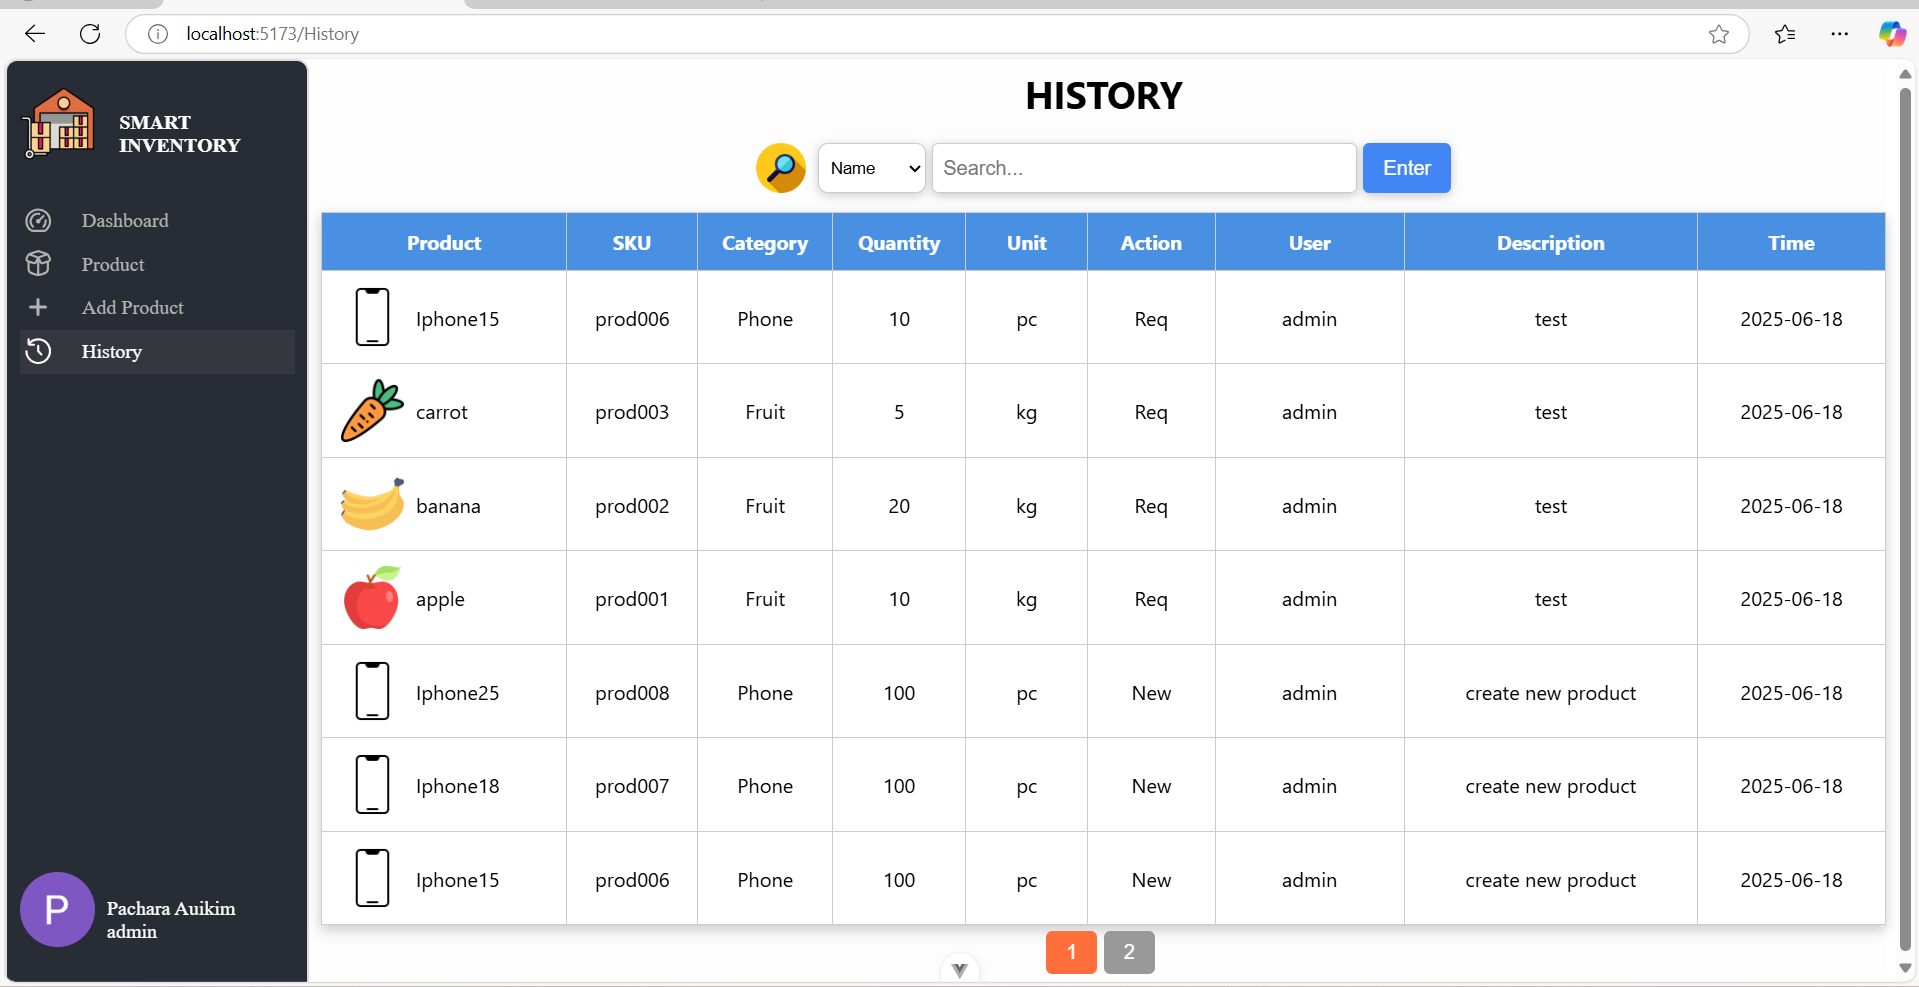 localhost:5173/History
SMART
INVENTORY
Dashboard
Product
Add Product
History
P
Pachara Auikim
admin
HISTORY
Name Search... Enter
Product SKU Category Quantity Unit Action User Description Time
Iphone15 prod006 Phone 10 pc Req admin test 2025-06-18
carrot prod003 Fruit 5 kg Req admin test 2025-06-18
banana prod002 Fruit 20 kg Req admin test 2025-06-18
apple prod001 Fruit 10 kg Req admin test 2025-06-18
Iphone25 prod008 Phone 100 pc New admin create new product 2025-06-18
Iphone18 prod007 Phone 100 pc New admin create new product 2025-06-18
Iphone15 prod006 Phone 100 pc New admin create new product 2025-06-18
1 2